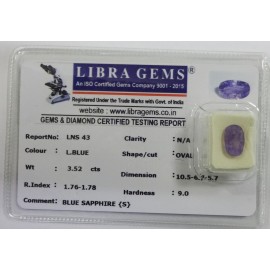 LIBRA GEMS
An ISO Certified Gems Company 9001 - 2015
Registered Under the Trade Marks with Govt. of India
website : www.libragems.co.in
GEMS & DIAMOND CERTIFIED TESTING REPORT
ReportNo: LNS 43 Clarity : N/A
Colour : L.BLUE Shape/cut : OVAL
Wt : 3.52 cts Dimension : 10.5-6.7-5.7
R.Index : 1.76-1.78 Hardness : 9.0
Comment : BLUE SAPPHIRE {S}